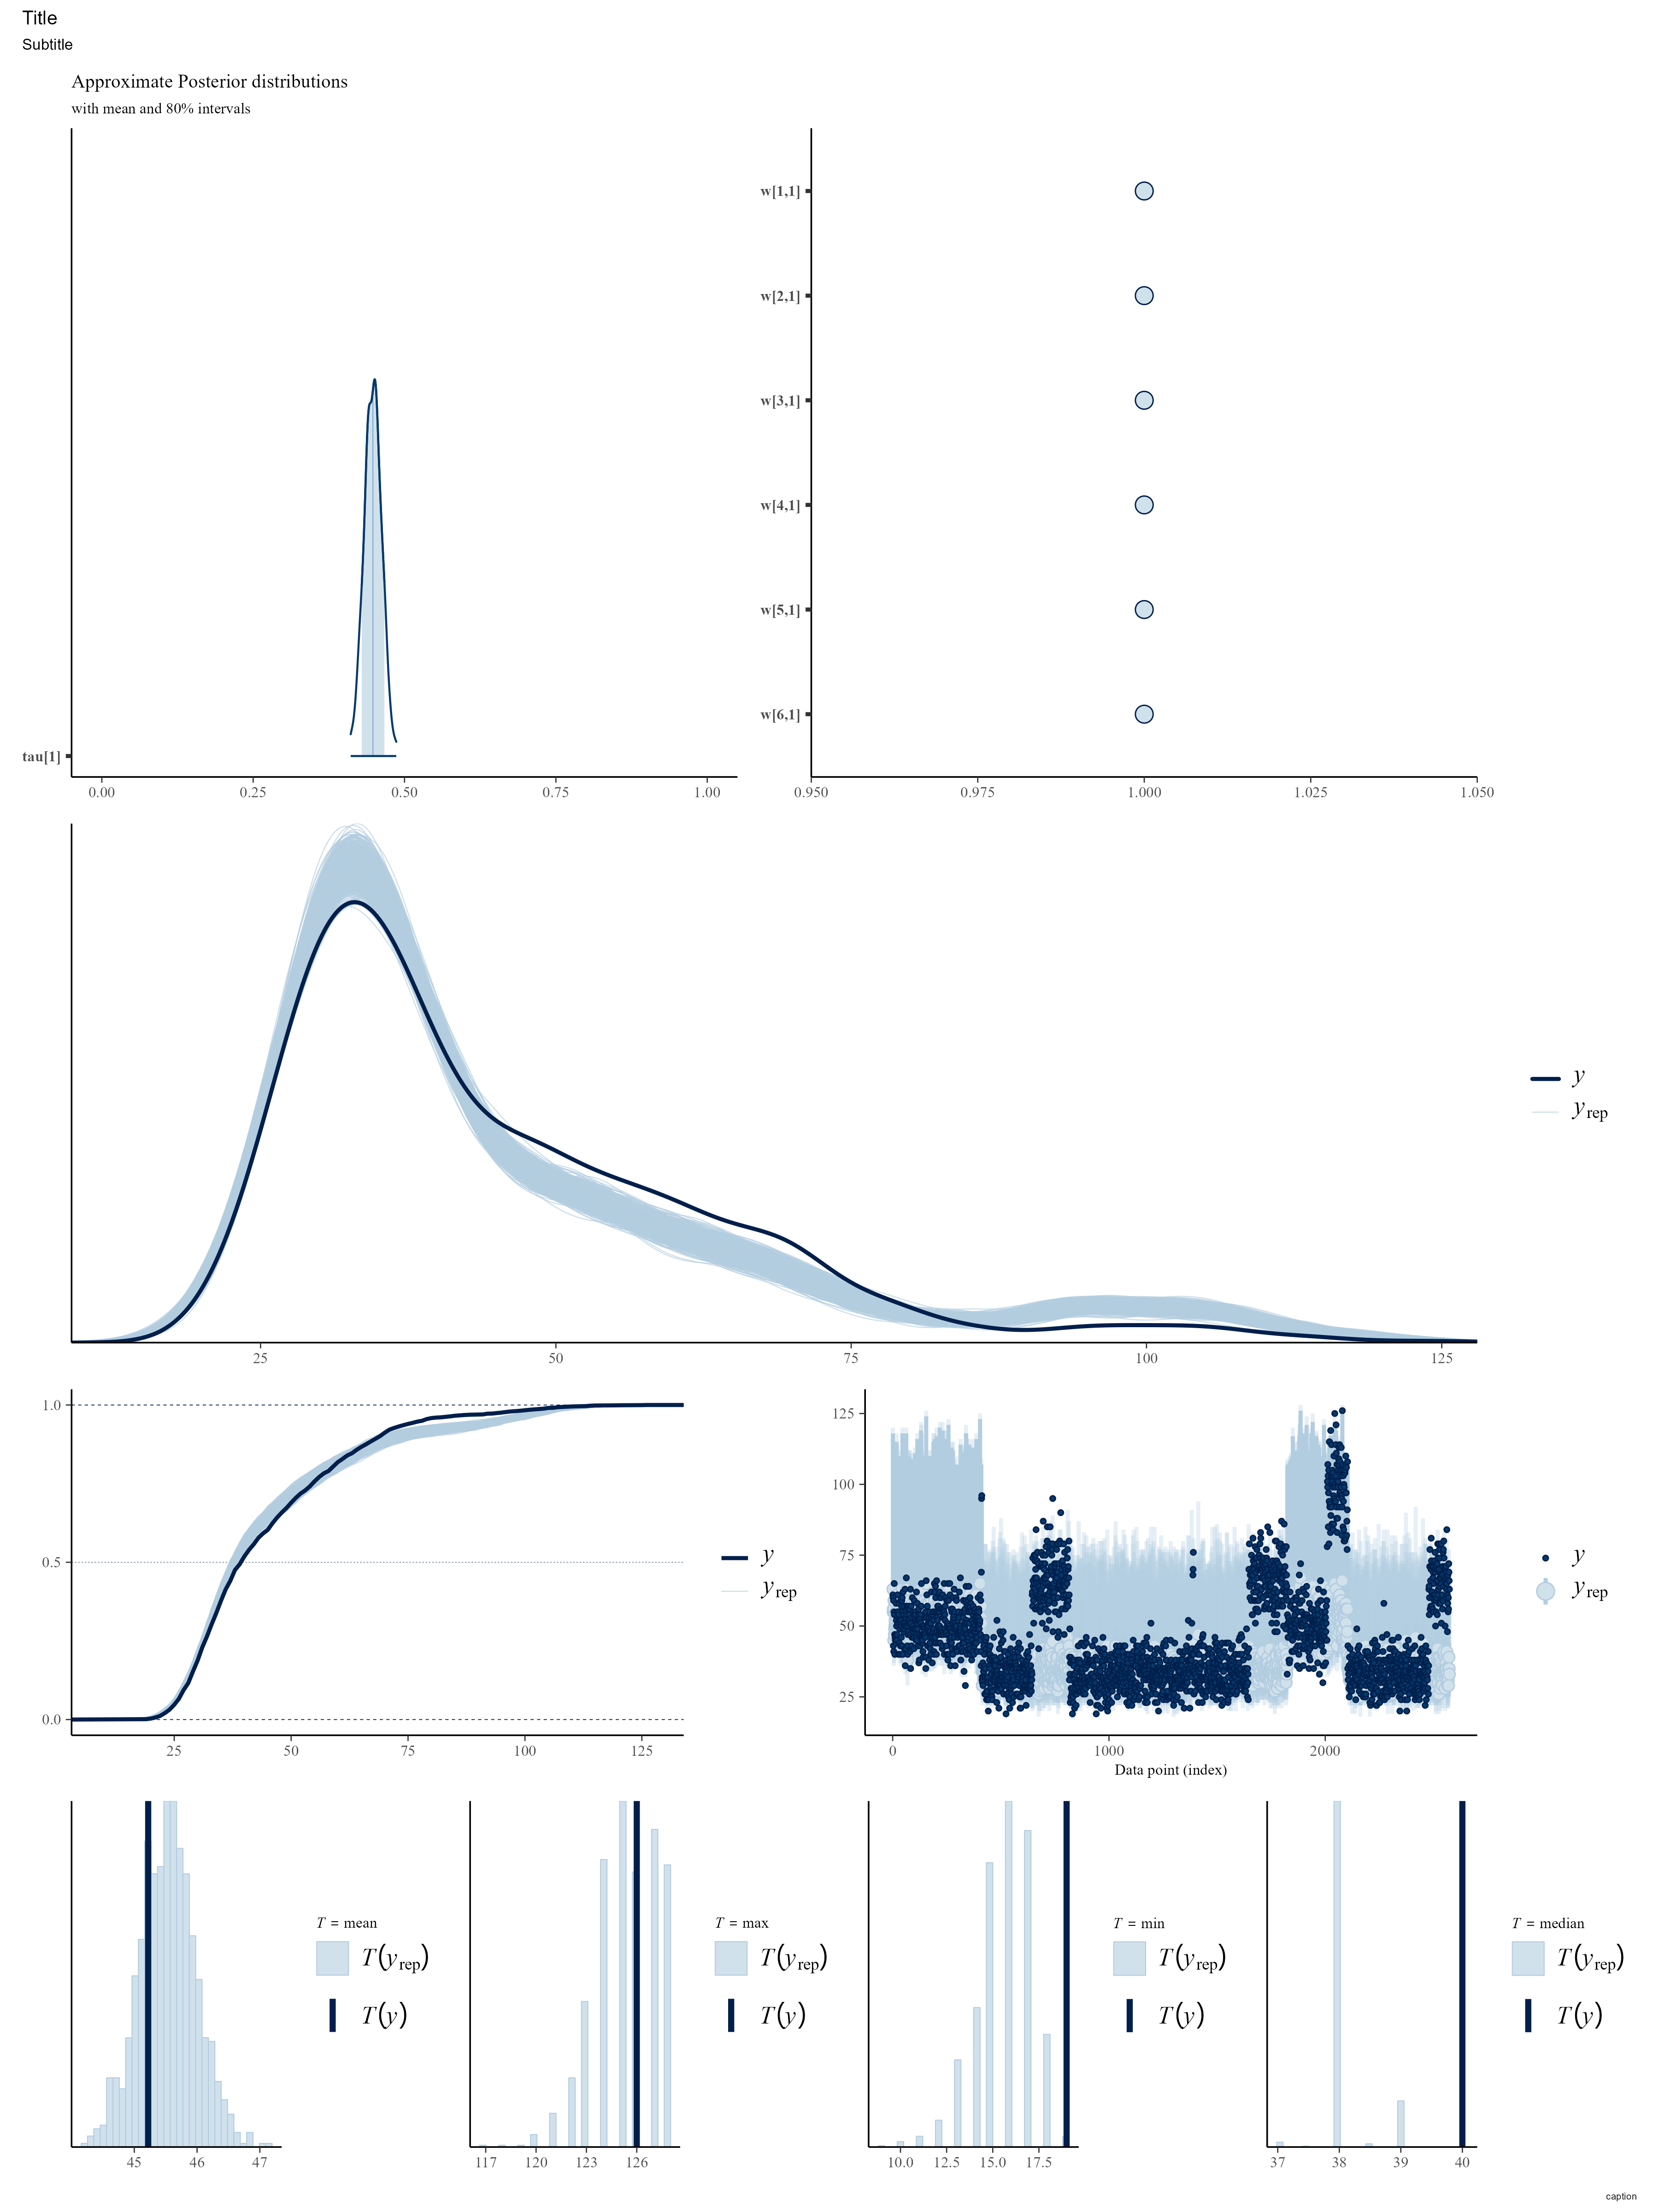 Title
Subtitle
Approximate Posterior distributions
with mean and 80% intervals
tau[1]
0.00 0.25 0.50 0.75 1.00
w[1,1]
w[2,1]
w[3,1]
w[4,1]
w[5,1]
w[6,1]
0.950 0.975 1.000 1.025 1.050
y
yrep
25 50 75 100 125
1.0
0.5
0.0
25 50 75 100 125
y
yrep
125
100
75
50
25
0 1000 2000
Data point (index)
y
yrep
45 46 47
T = mean
T(yrep)
T(y)
117 120 123 126
T = max
T(yrep)
T(y)
10.0 12.5 15.0 17.5
T = min
T(yrep)
T(y)
37 38 39 40
T = median
T(yrep)
T(y)
caption